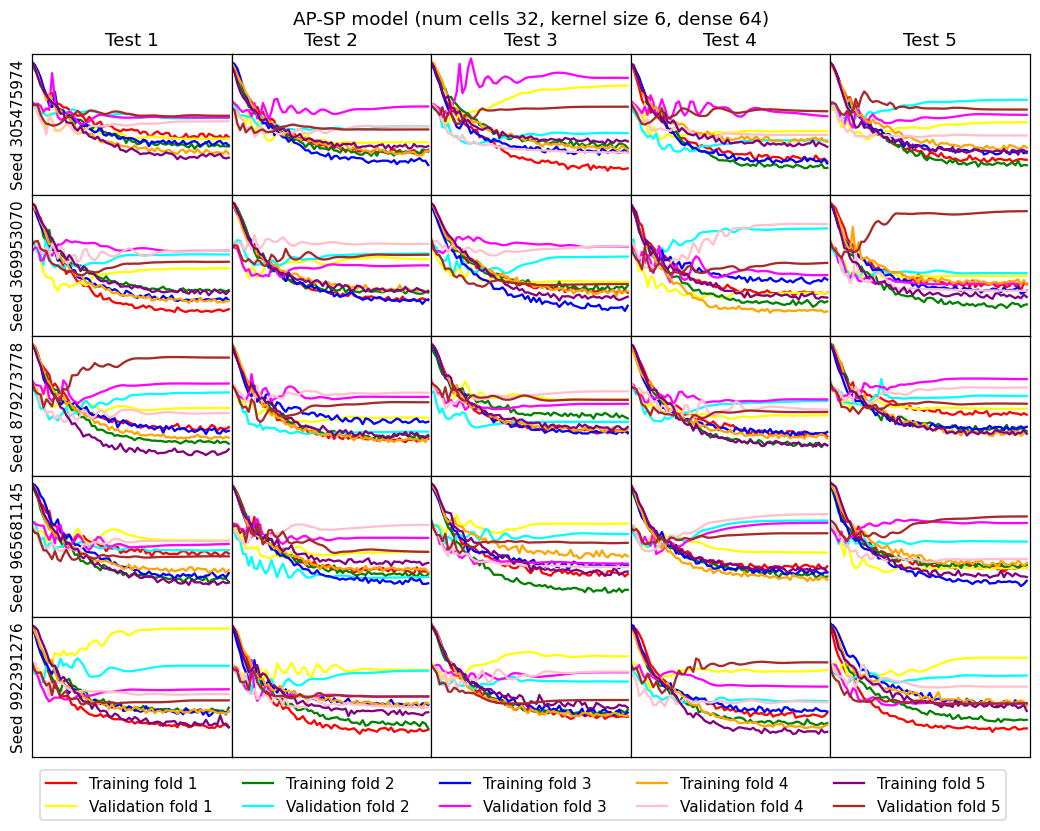 AP-SP model (num cells 32, kernel size 6, dense 64)
Test 1 Test 2 Test 3 Test 4 Test 5
Seed 305475974
Seed 369953070
Seed 879273778
Seed 965681145
Seed 992391276
Training fold 1 Training fold 2 Training fold 3 Training fold 4 Training fold 5
Validation fold 1 Validation fold 2 Validation fold 3 Validation fold 4 Validation fold 5